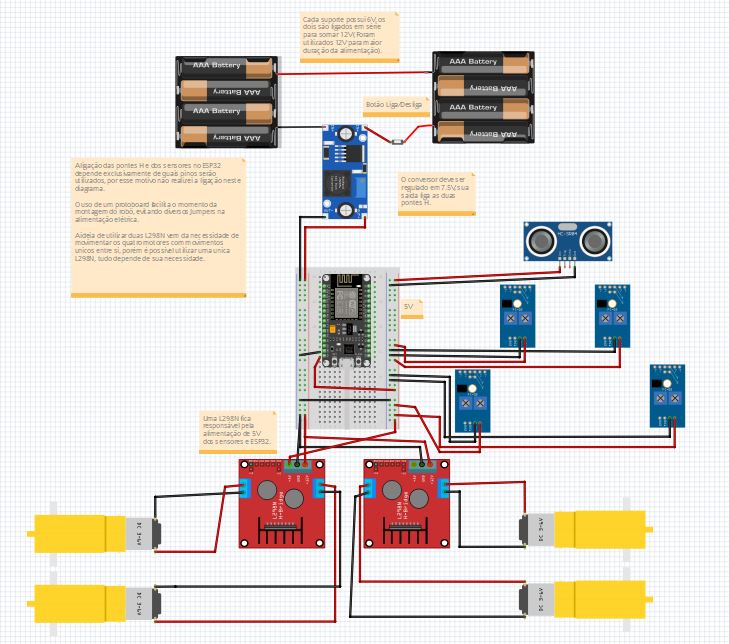 Cada suporte possui 6V, os
dois são ligados em série
para somar 12V(Foram
utilizados 12V para maior
duração da alimentação).
AAA Battery
AAA Battery
AAA Battery
AAA Battery
AAA Battery
AAA Battery
AAA Battery
AAA Battery
Botão Liga/Desliga
A ligação das pontes H e dos sensores no ESP32
depende exclusivamente de quais pinos serão
utilizados, por esse motivo não realizei a ligação neste
diagrama.
O uso de um protoboard facilita o momento da
montagem do robo, evitando diversos Jumpers na
alimentação elétrica.
A ideia de utilizar duas L298N vem da necessidade de
movimentar os quatro motores com movimentos
unicos entre si, porém é possivel utilizar uma unica
L298N, tudo depende de sua necessidade.
O conversor deve ser
regulado em 7.5V, sua
saída liga as duas
pontes H.
HC-SR04
5V
Uma L298N fica
responsável pela
alimentação de 5V
dos sensores e ESP32.
L298N
H-Bridge
L298N
H-Bridge
DC 3-6V
DC 3-6V
DC 3-6V
DC 3-6V